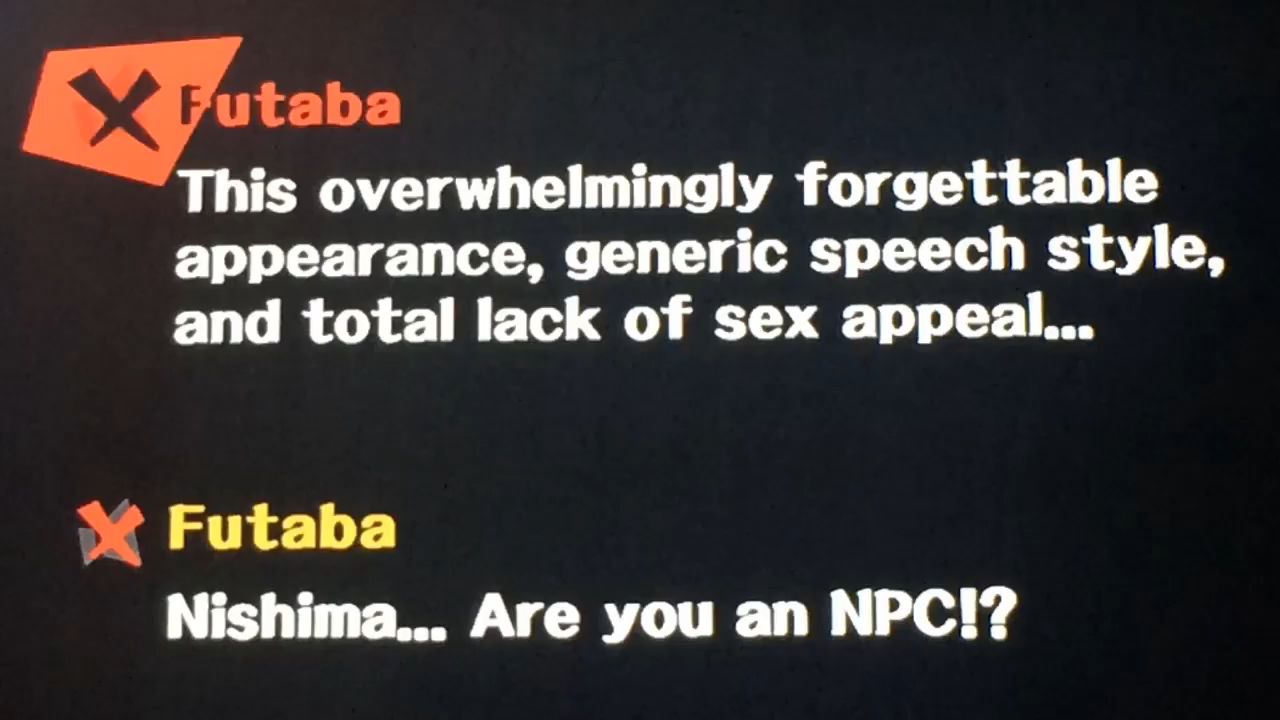 Futaba
This overwhelmingly forgettable
appearance, generic speech style,
and total lack of sex appeal...
Futaba
Nishima... Are you an NPC!?